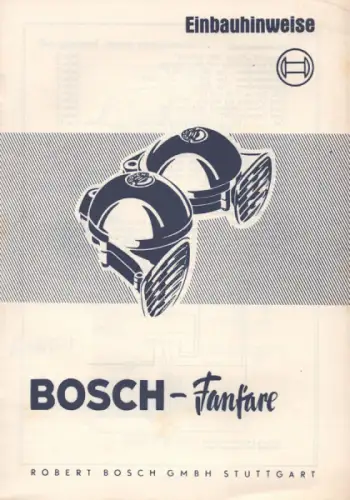 Einbauhinweise
BOSCH-Fanfare
ROBERT BOSCH GMBH STUTTGART